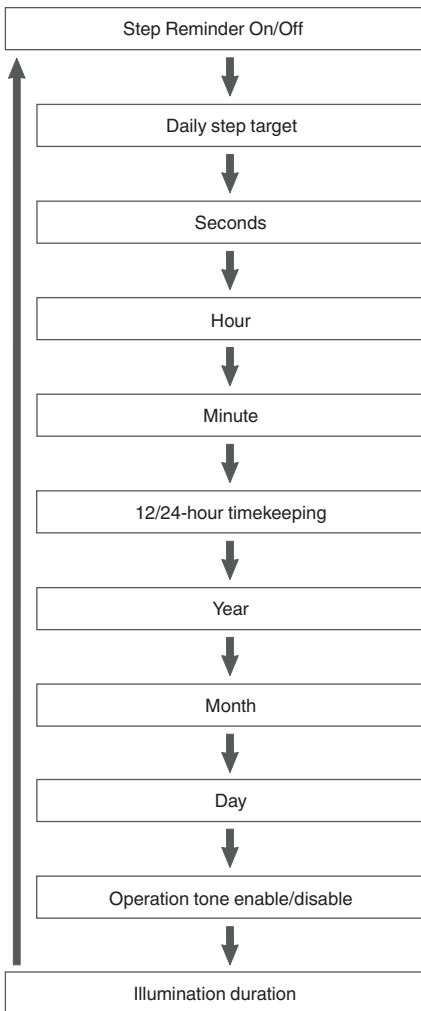 Step Reminder On/Off
Daily step target
Seconds
Hour
Minute
12/24-hour timekeeping
Year
Month
Day
Operation tone enable/disable
Illumination duration